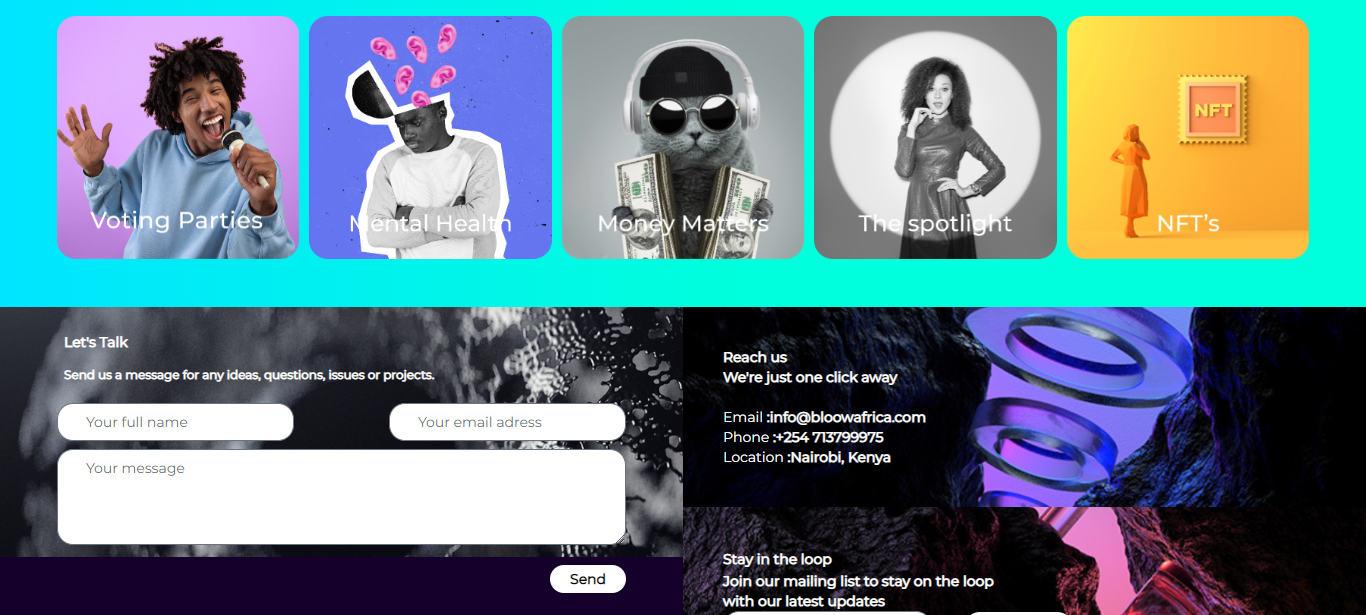 Voting Parties
Mental Health
Money Matters
The spotlight
NFT
NFT's
Let's Talk
Send us a message for any ideas, questions, issues or projects.
Your full name
Your email adress
Your message
Send
Reach us
We're just one click away
Email :info@bloowafrica.com
Phone :+254 713799975
Location :Nairobi, Kenya
Stay in the loop
Join our mailing list to stay on the loop
with our latest updates